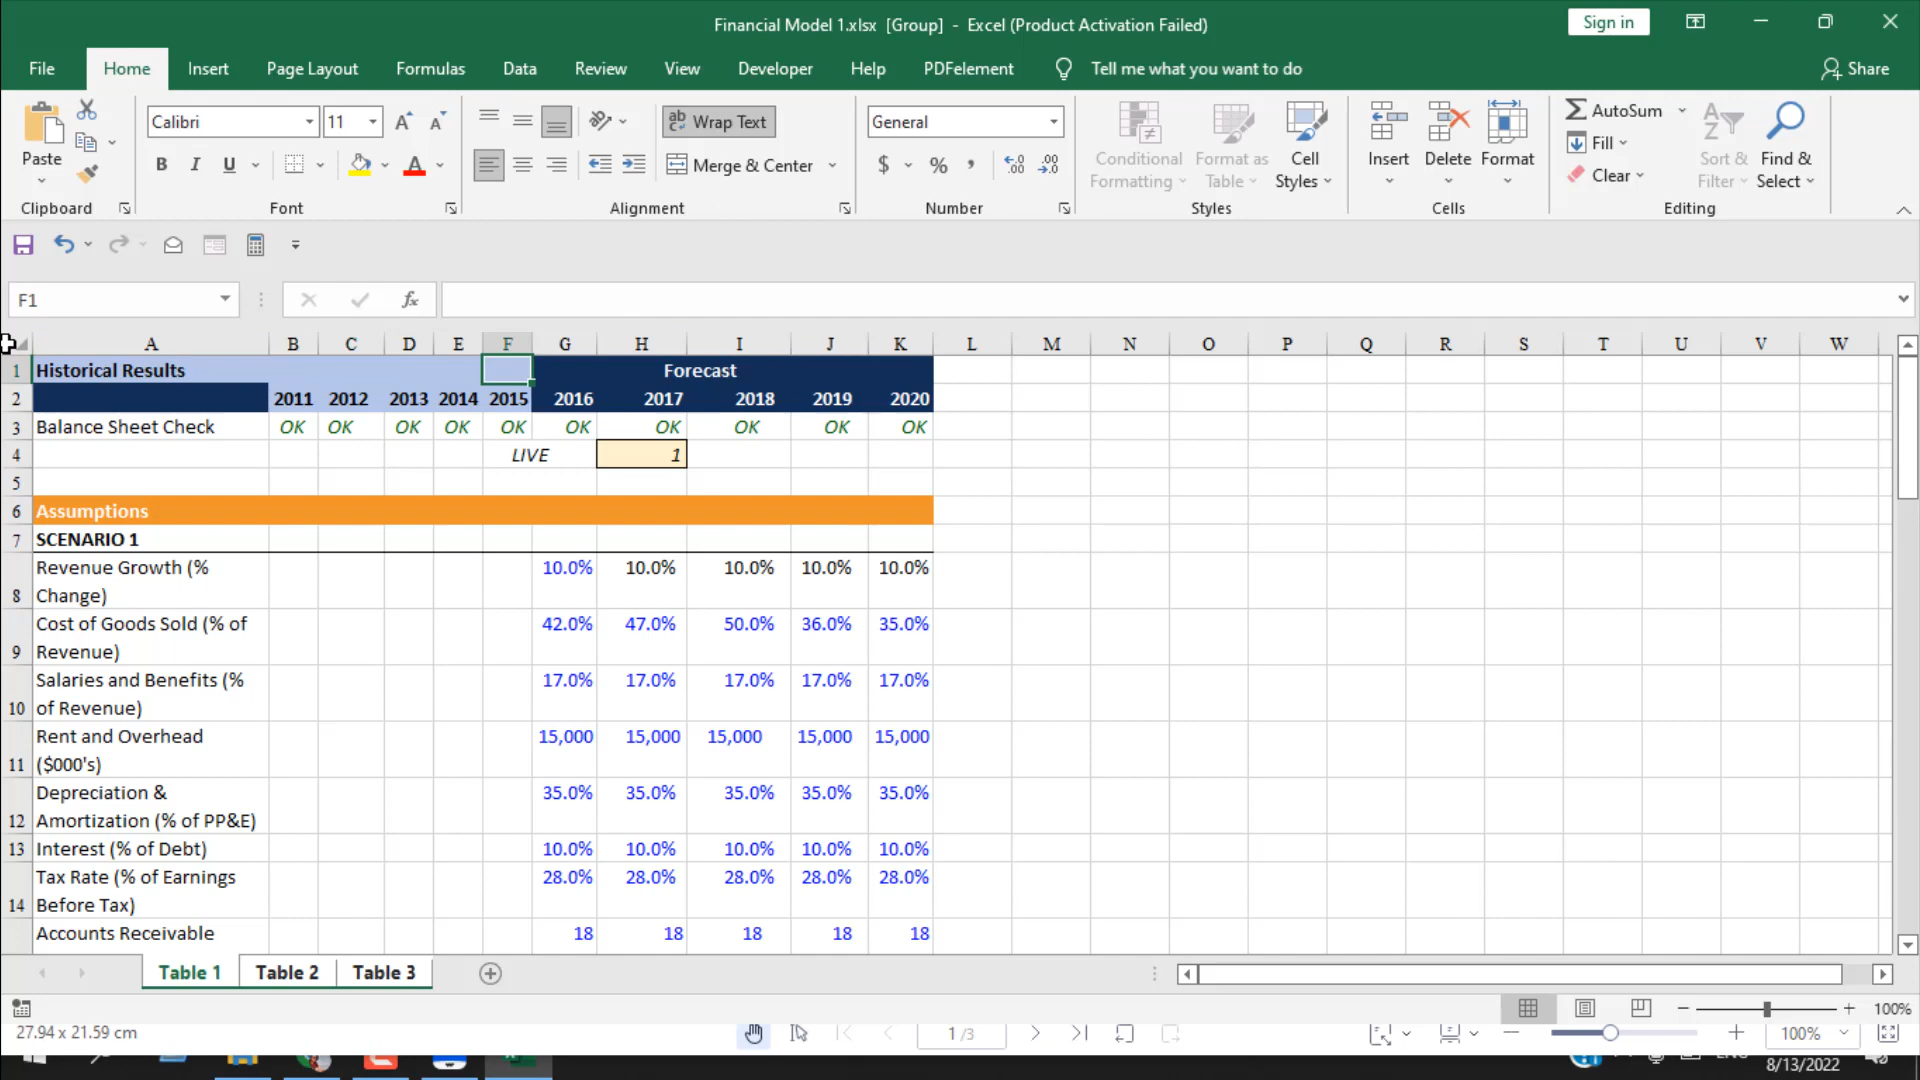 Financial Model 1.xlsx [Group] - Excel (Product Activation Failed)
Sign in
File Home Insert Page Layout Formulas Data Review View Developer Help PDFelement Tell me what you want to do Share
Paste
Clipboard
Calibri 11
B I U
Font
Wrap Text
Merge & Center
Alignment
General
$ % ,
Number
Conditional Formatting
Format as Table
Cell Styles
Styles
Insert Delete Format
Cells
AutoSum
Fill
Clear
Sort & Filter
Find & Select
Editing
F1 fx
A B C D E F G H I J K L M N O P Q R S T U V W
1 Historical Results Forecast
2 2011 2012 2013 2014 2015 2016 2017 2018 2019 2020
3 Balance Sheet Check OK OK OK OK OK OK OK OK OK OK
4 LIVE 1
5
6 Assumptions
7 SCENARIO 1
Revenue Growth (% 10.0% 10.0% 10.0% 10.0% 10.0%
8 Change)
Cost of Goods Sold (% of 42.0% 47.0% 50.0% 36.0% 35.0%
9 Revenue)
Salaries and Benefits (% 17.0% 17.0% 17.0% 17.0% 17.0%
10 of Revenue)
Rent and Overhead 15,000 15,000 15,000 15,000 15,000
11 ($000's)
Depreciation & 35.0% 35.0% 35.0% 35.0% 35.0%
12 Amortization (% of PP&E)
13 Interest (% of Debt) 10.0% 10.0% 10.0% 10.0% 10.0%
Tax Rate (% of Earnings 28.0% 28.0% 28.0% 28.0% 28.0%
14 Before Tax)
Accounts Receivable 18 18 18 18 18
Table 1 Table 2 Table 3
100%
27.94 x 21.59 cm 1 /3 100%
8/13/2022